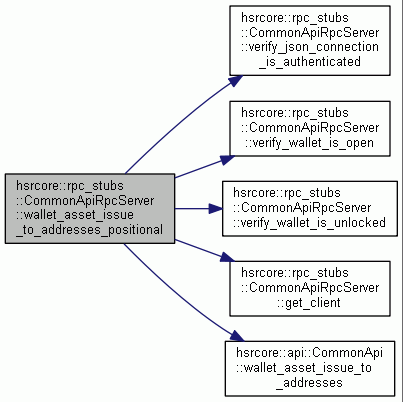 hsrcore::rpc_stubs
::CommonApiRpcServer
::verify_json_connection
_is_authenticated
hsrcore::rpc_stubs
::CommonApiRpcServer
::verify_wallet_is_open
hsrcore::rpc_stubs
::CommonApiRpcServer
::wallet_asset_issue
_to_addresses_positional
hsrcore::rpc_stubs
::CommonApiRpcServer
::verify_wallet_is_unlocked
hsrcore::rpc_stubs
::CommonApiRpcServer
::get_client
hsrcore::api::CommonApi
::wallet_asset_issue_to
_addresses